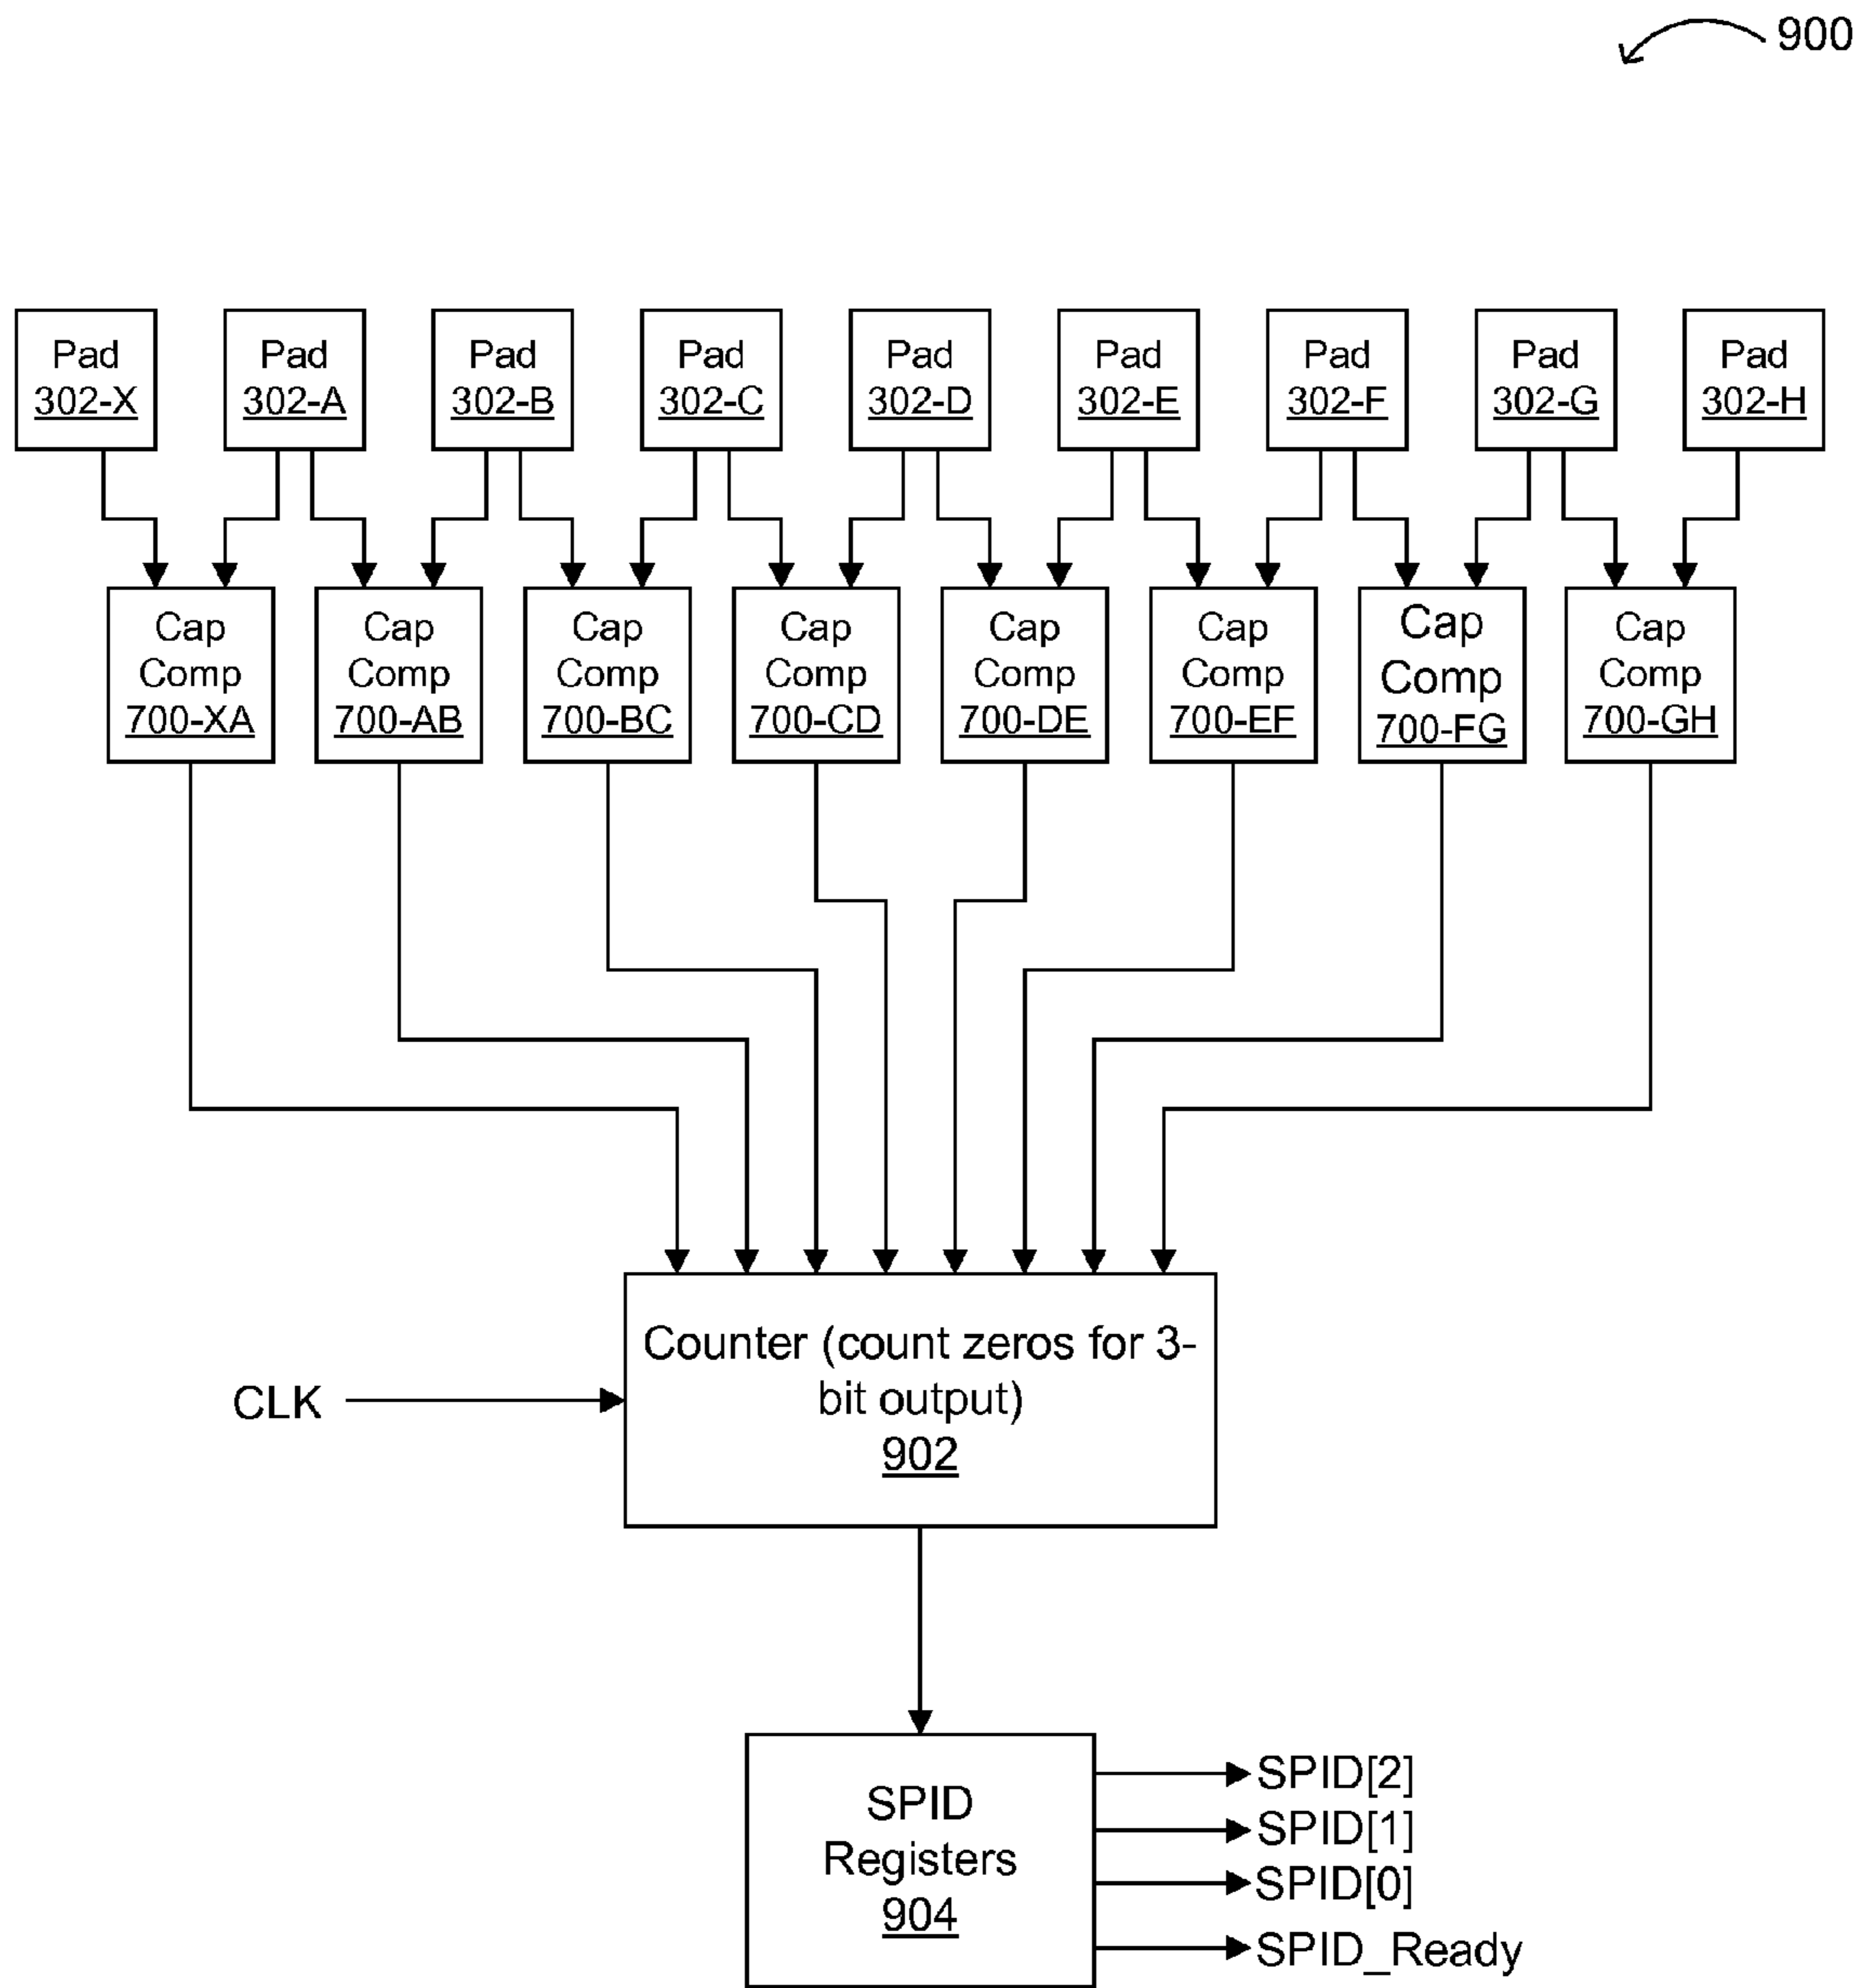 900
Pad
302-X
Pad
302-A
Pad
302-B
Pad
302-C
Pad
302-D
Pad
302-E
Pad
302-F
Pad
302-G
Pad
302-H
Cap
Comp
700-XA
Cap
Comp
700-AB
Cap
Comp
700-BC
Cap
Comp
700-CD
Cap
Comp
700-DE
Cap
Comp
700-EF
Cap
Comp
700-FG
Cap
Comp
700-GH
Counter (count zeros for 3-
bit output)
902
CLK
SPID
Registers
904
SPID[2]
SPID[1]
SPID[0]
SPID_Ready